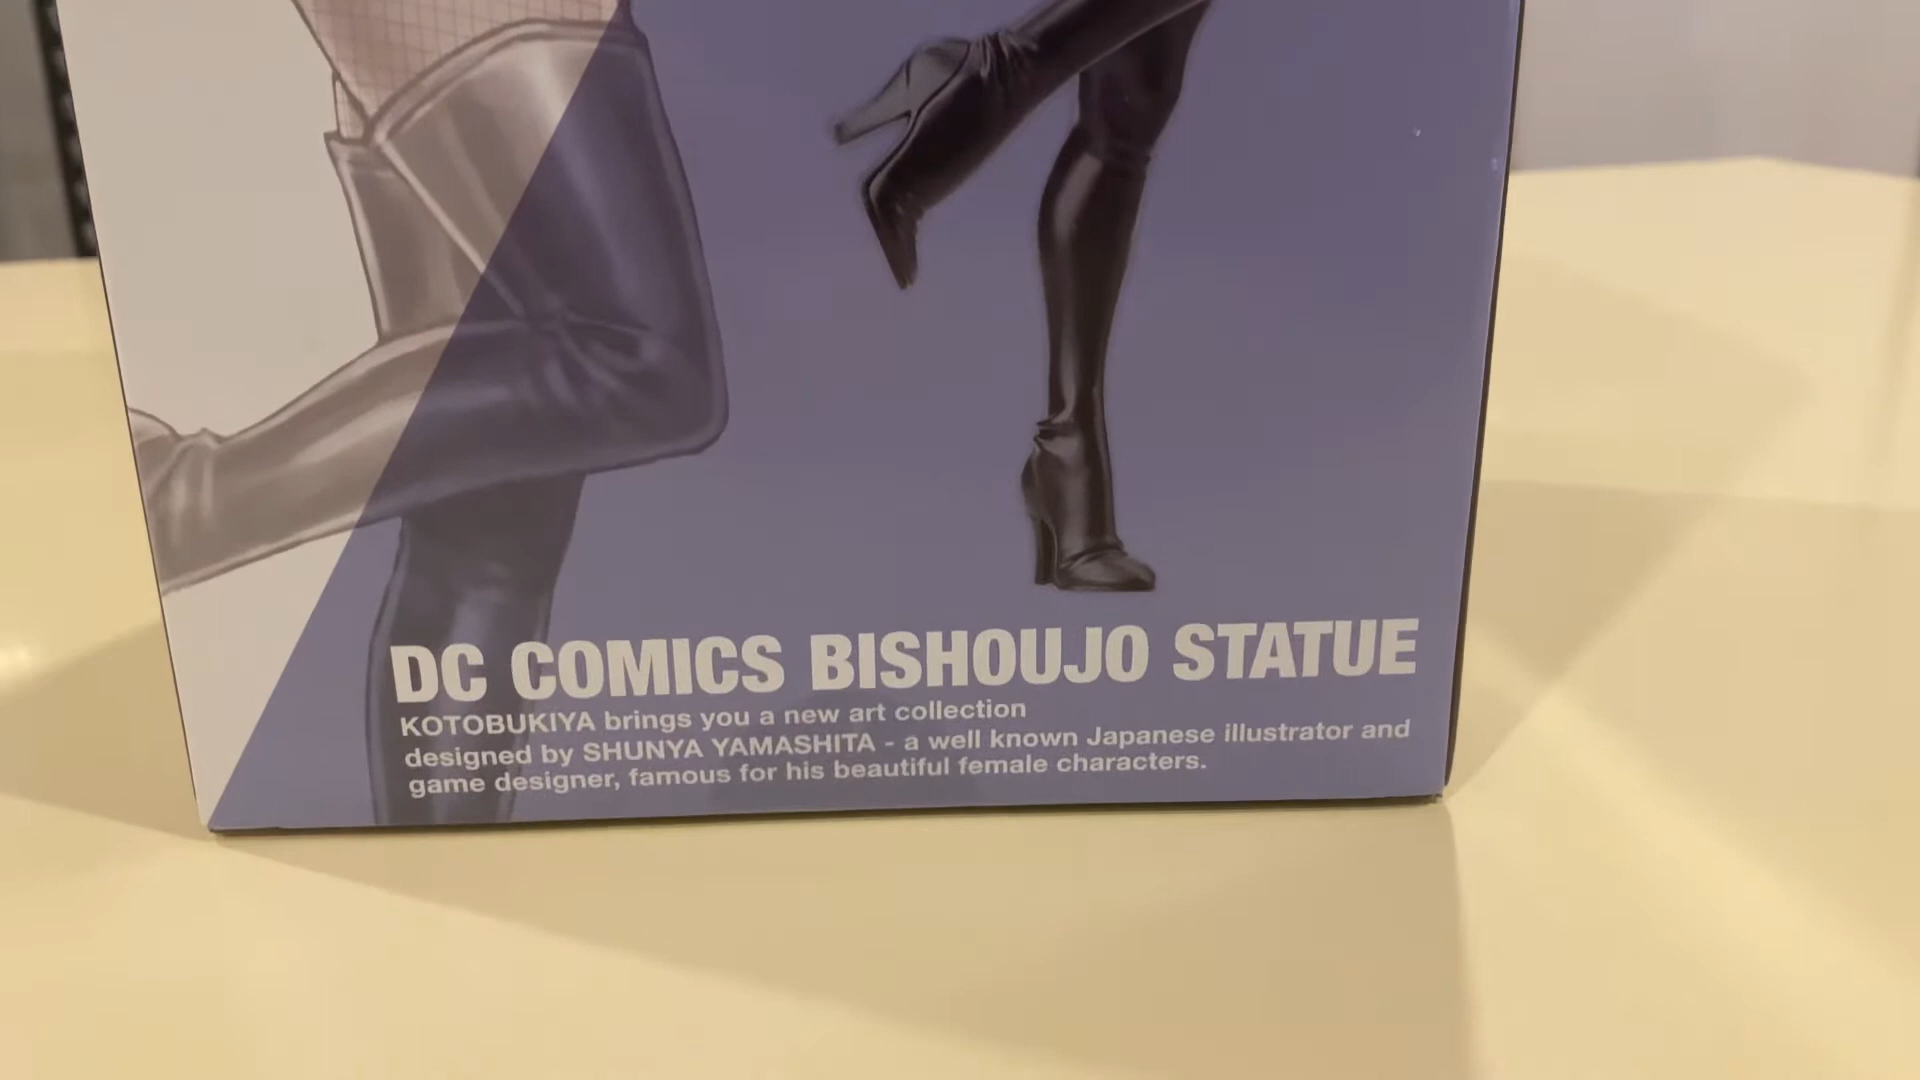 DC COMICS BISHOUJO STATUE
KOTOBUKIYA brings you a new art collection
designed by SHUNYA YAMASHITA - a well known Japanese illustrator and
game designer, famous for his beautiful female characters.